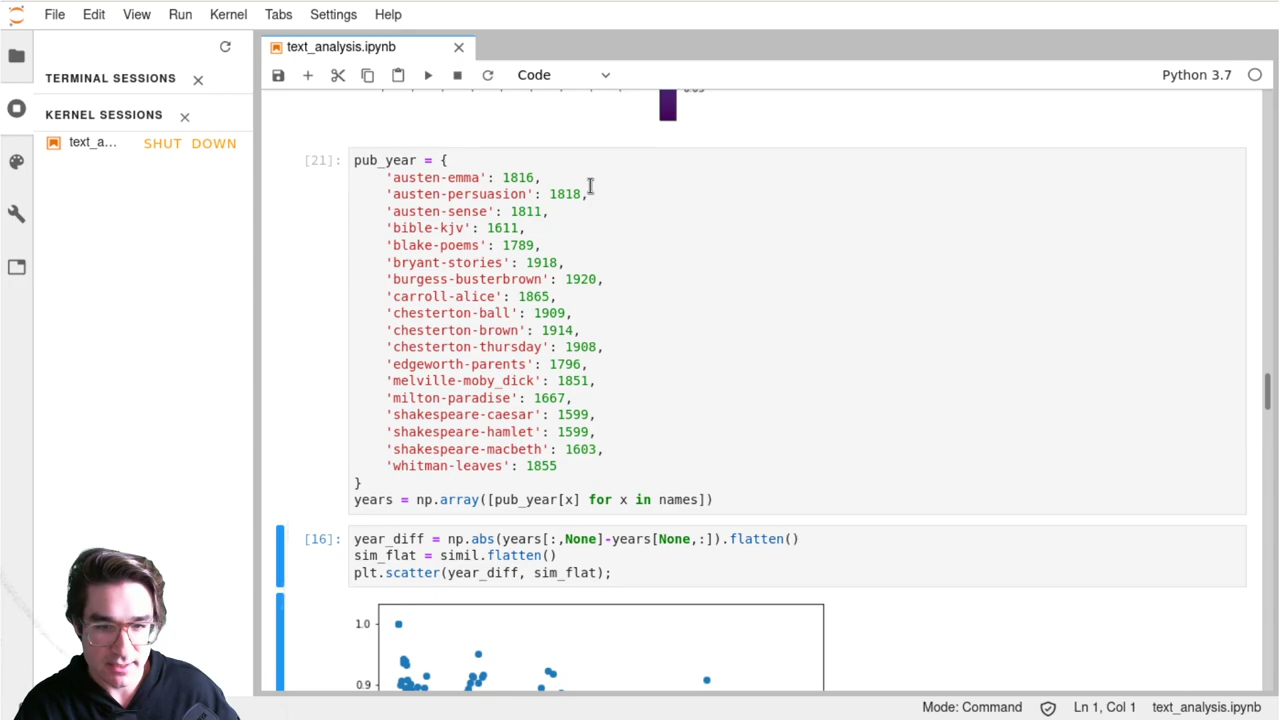 File Edit View Run Kernel Tabs Settings Help
text_analysis.ipynb
TERMINAL SESSIONS
Code
Python 3.7
KERNEL SESSIONS
text_a... SHUT DOWN
[21]:
pub_year = {
'austen-emma': 1816,
'austen-persuasion': 1818,
'austen-sense': 1811,
'bible-kjv': 1611,
'blake-poems': 1789,
'bryant-stories': 1918,
'burgess-busterbrown': 1920,
'carroll-alice': 1865,
'chesterton-ball': 1909,
'chesterton-brown': 1914,
'chesterton-thursday': 1908,
'edgeworth-parents': 1796,
'melville-moby_dick': 1851,
'milton-paradise': 1667,
'shakespeare-caesar': 1599,
'shakespeare-hamlet': 1599,
'shakespeare-macbeth': 1603,
'whitman-leaves': 1855
}
years = np.array([pub_year[x] for x in names])
[16]:
year_diff = np.abs(years[:,None]-years[None,:]).flatten()
sim_flat = simil.flatten()
plt.scatter(year_diff, sim_flat);
1.0
0.9
Mode: Command Ln 1, Col 1 text_analysis.ipynb